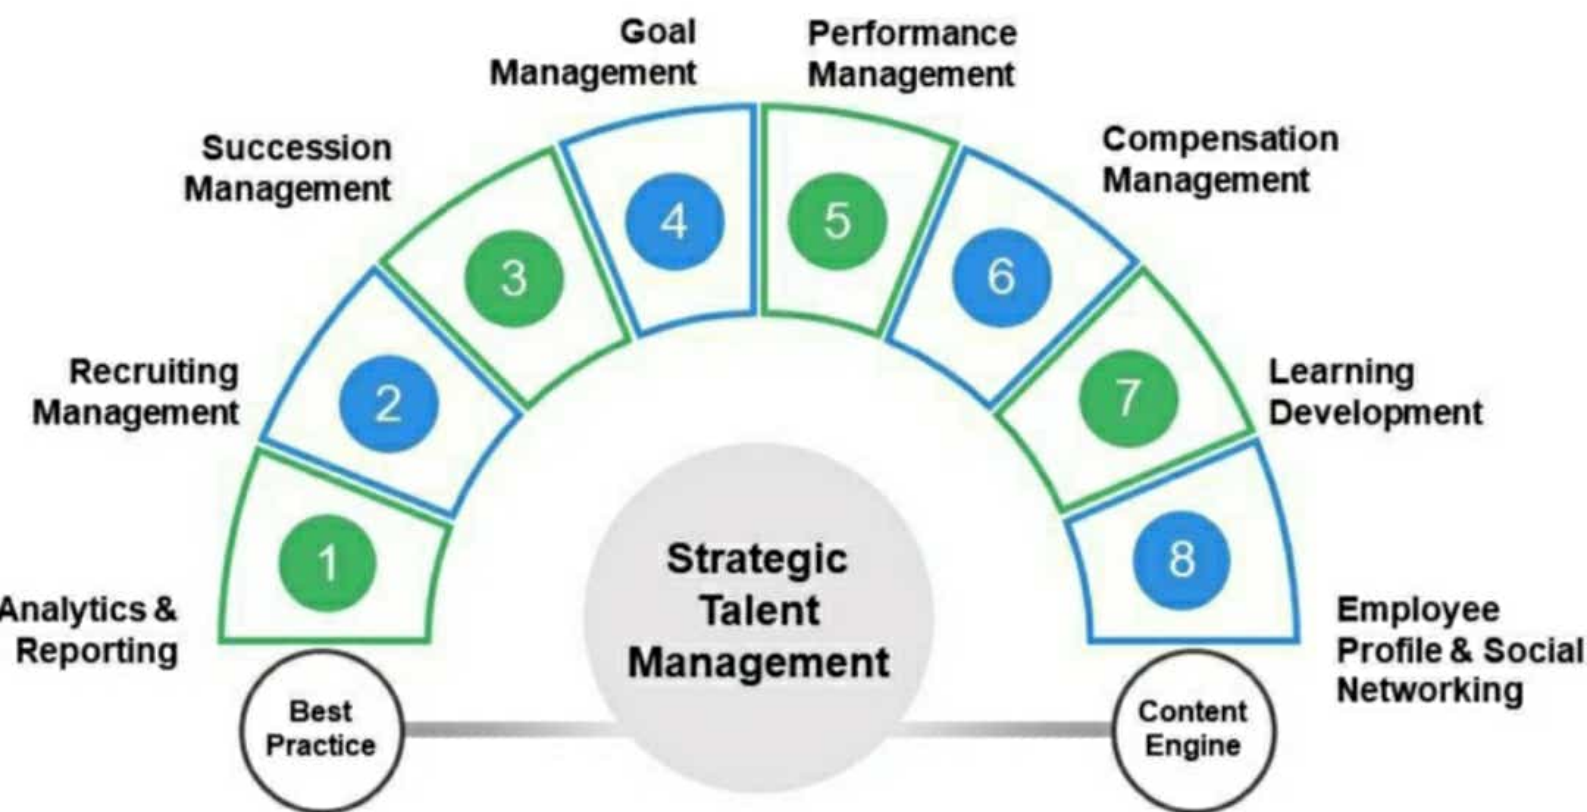 Goal
Management
Performance
Management
Succession
Management
Compensation
Management
4
5
3
6
Recruiting
Management
2
7
Learning
Development
1
8
Strategic
Talent
Management
Analytics &
Reporting
Employee
Profile & Social
Networking
Best
Practice
Content
Engine